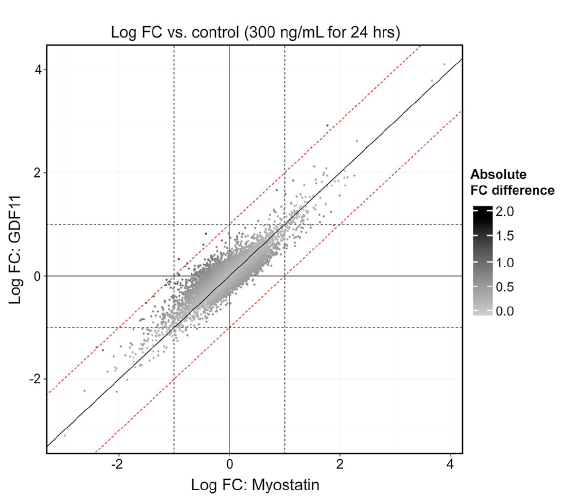 Log FC vs. control (300 ng/mL for 24 hrs)
4
2
0
-2
Log FC: GDF11
-2
0
2
4
Log FC: Myostatin
Absolute
FC difference
2.0
1.5
1.0
0.5
0.0